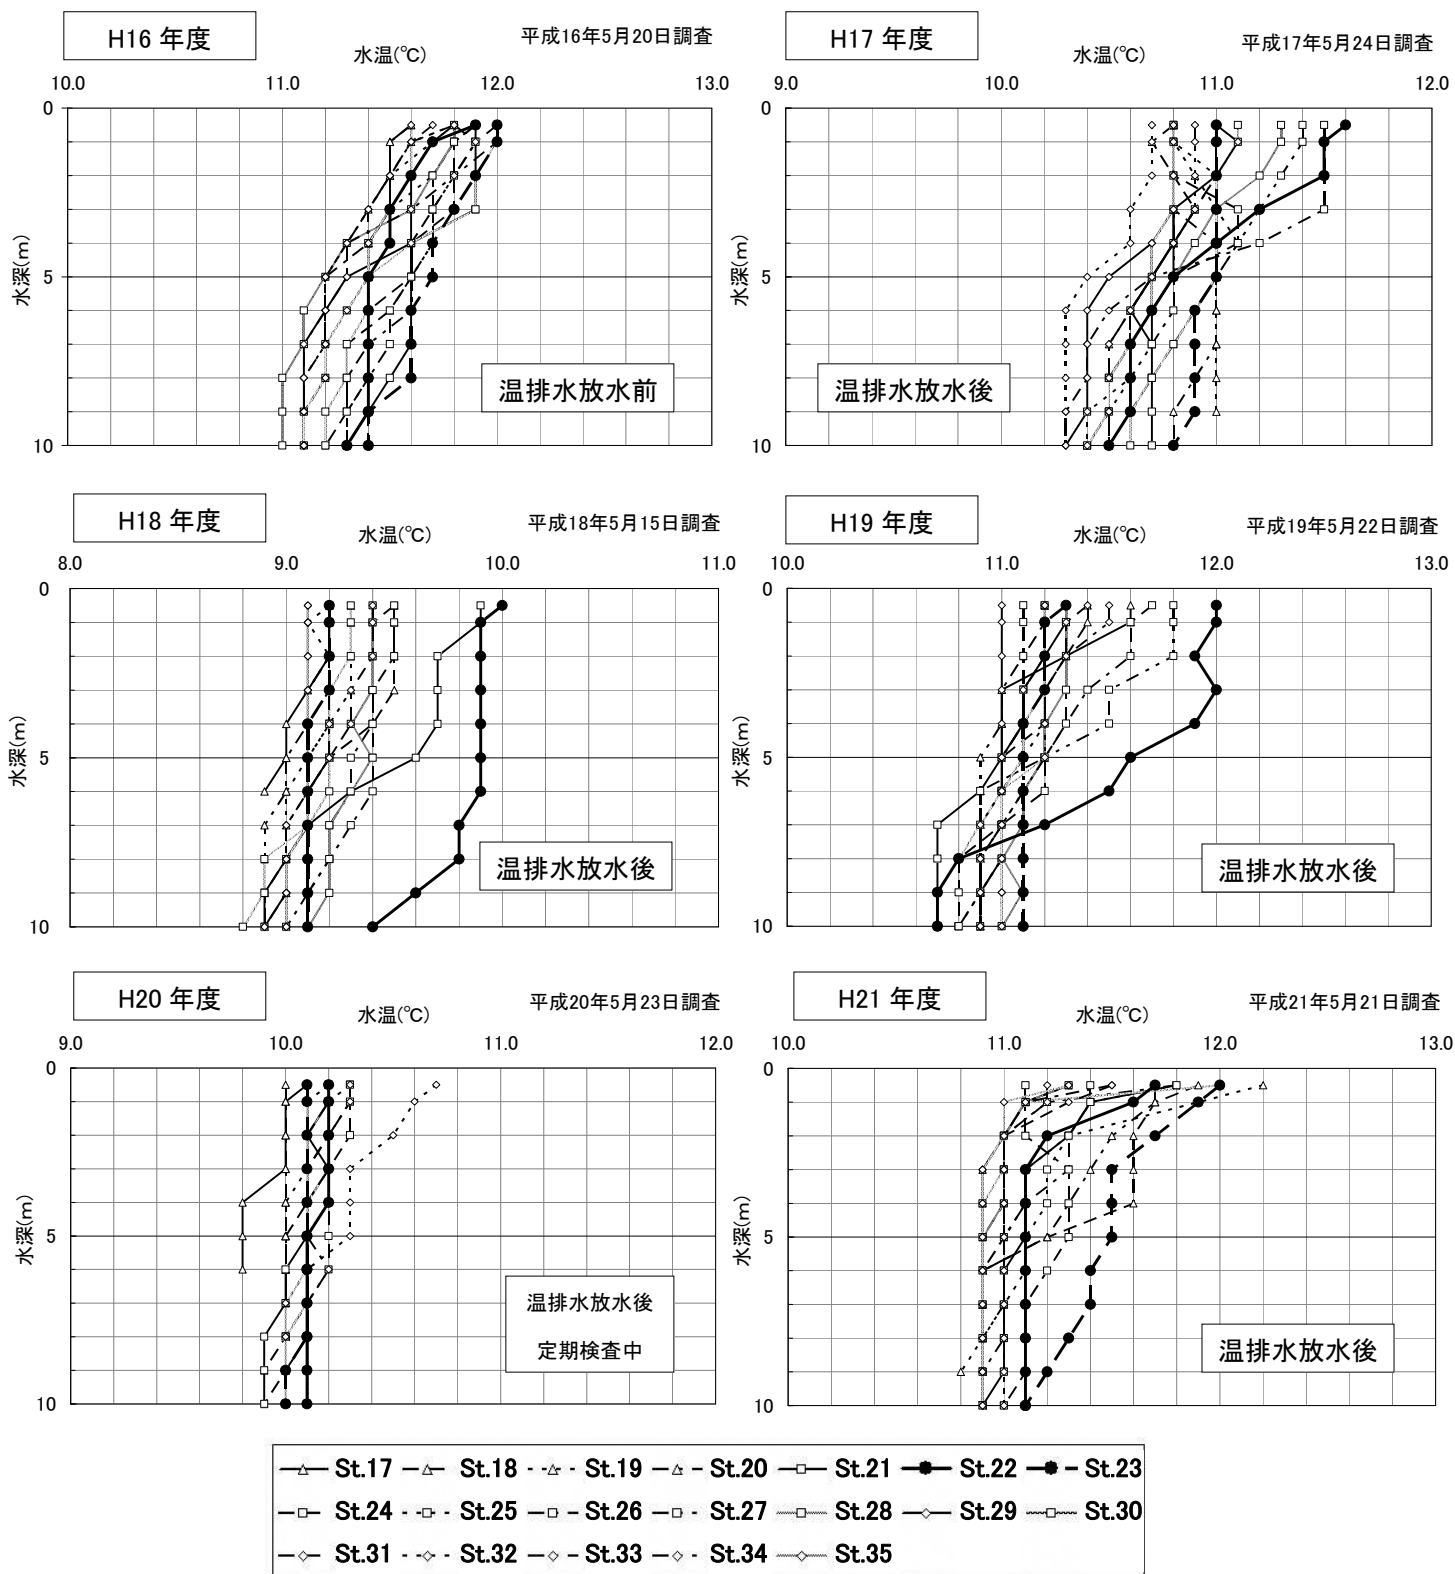 H16 年度
水温(℃)
平成16年5月20日調査
10.0 11.0 12.0 13.0
0
水深(m)
5
10
温排水放水前
H17 年度
水温(℃)
平成17年5月24日調査
9.0 10.0 11.0 12.0
0
水深(m)
5
10
温排水放水後
H18 年度
水温(℃)
平成18年5月15日調査
8.0 9.0 10.0 11.0
0
水深(m)
5
10
温排水放水後
H19 年度
水温(℃)
平成19年5月22日調査
10.0 11.0 12.0 13.0
0
水深(m)
5
10
温排水放水後
H20 年度
水温(℃)
平成20年5月23日調査
9.0 10.0 11.0 12.0
0
水深(m)
5
10
温排水放水後
定期検査中
H21 年度
水温(℃)
平成21年5月21日調査
10.0 11.0 12.0 13.0
0
水深(m)
5
10
温排水放水後
St.17 St.18 St.19 St.20 St.21 St.22 St.23
St.24 St.25 St.26 St.27 St.28 St.29 St.30
St.31 St.32 St.33 St.34 St.35